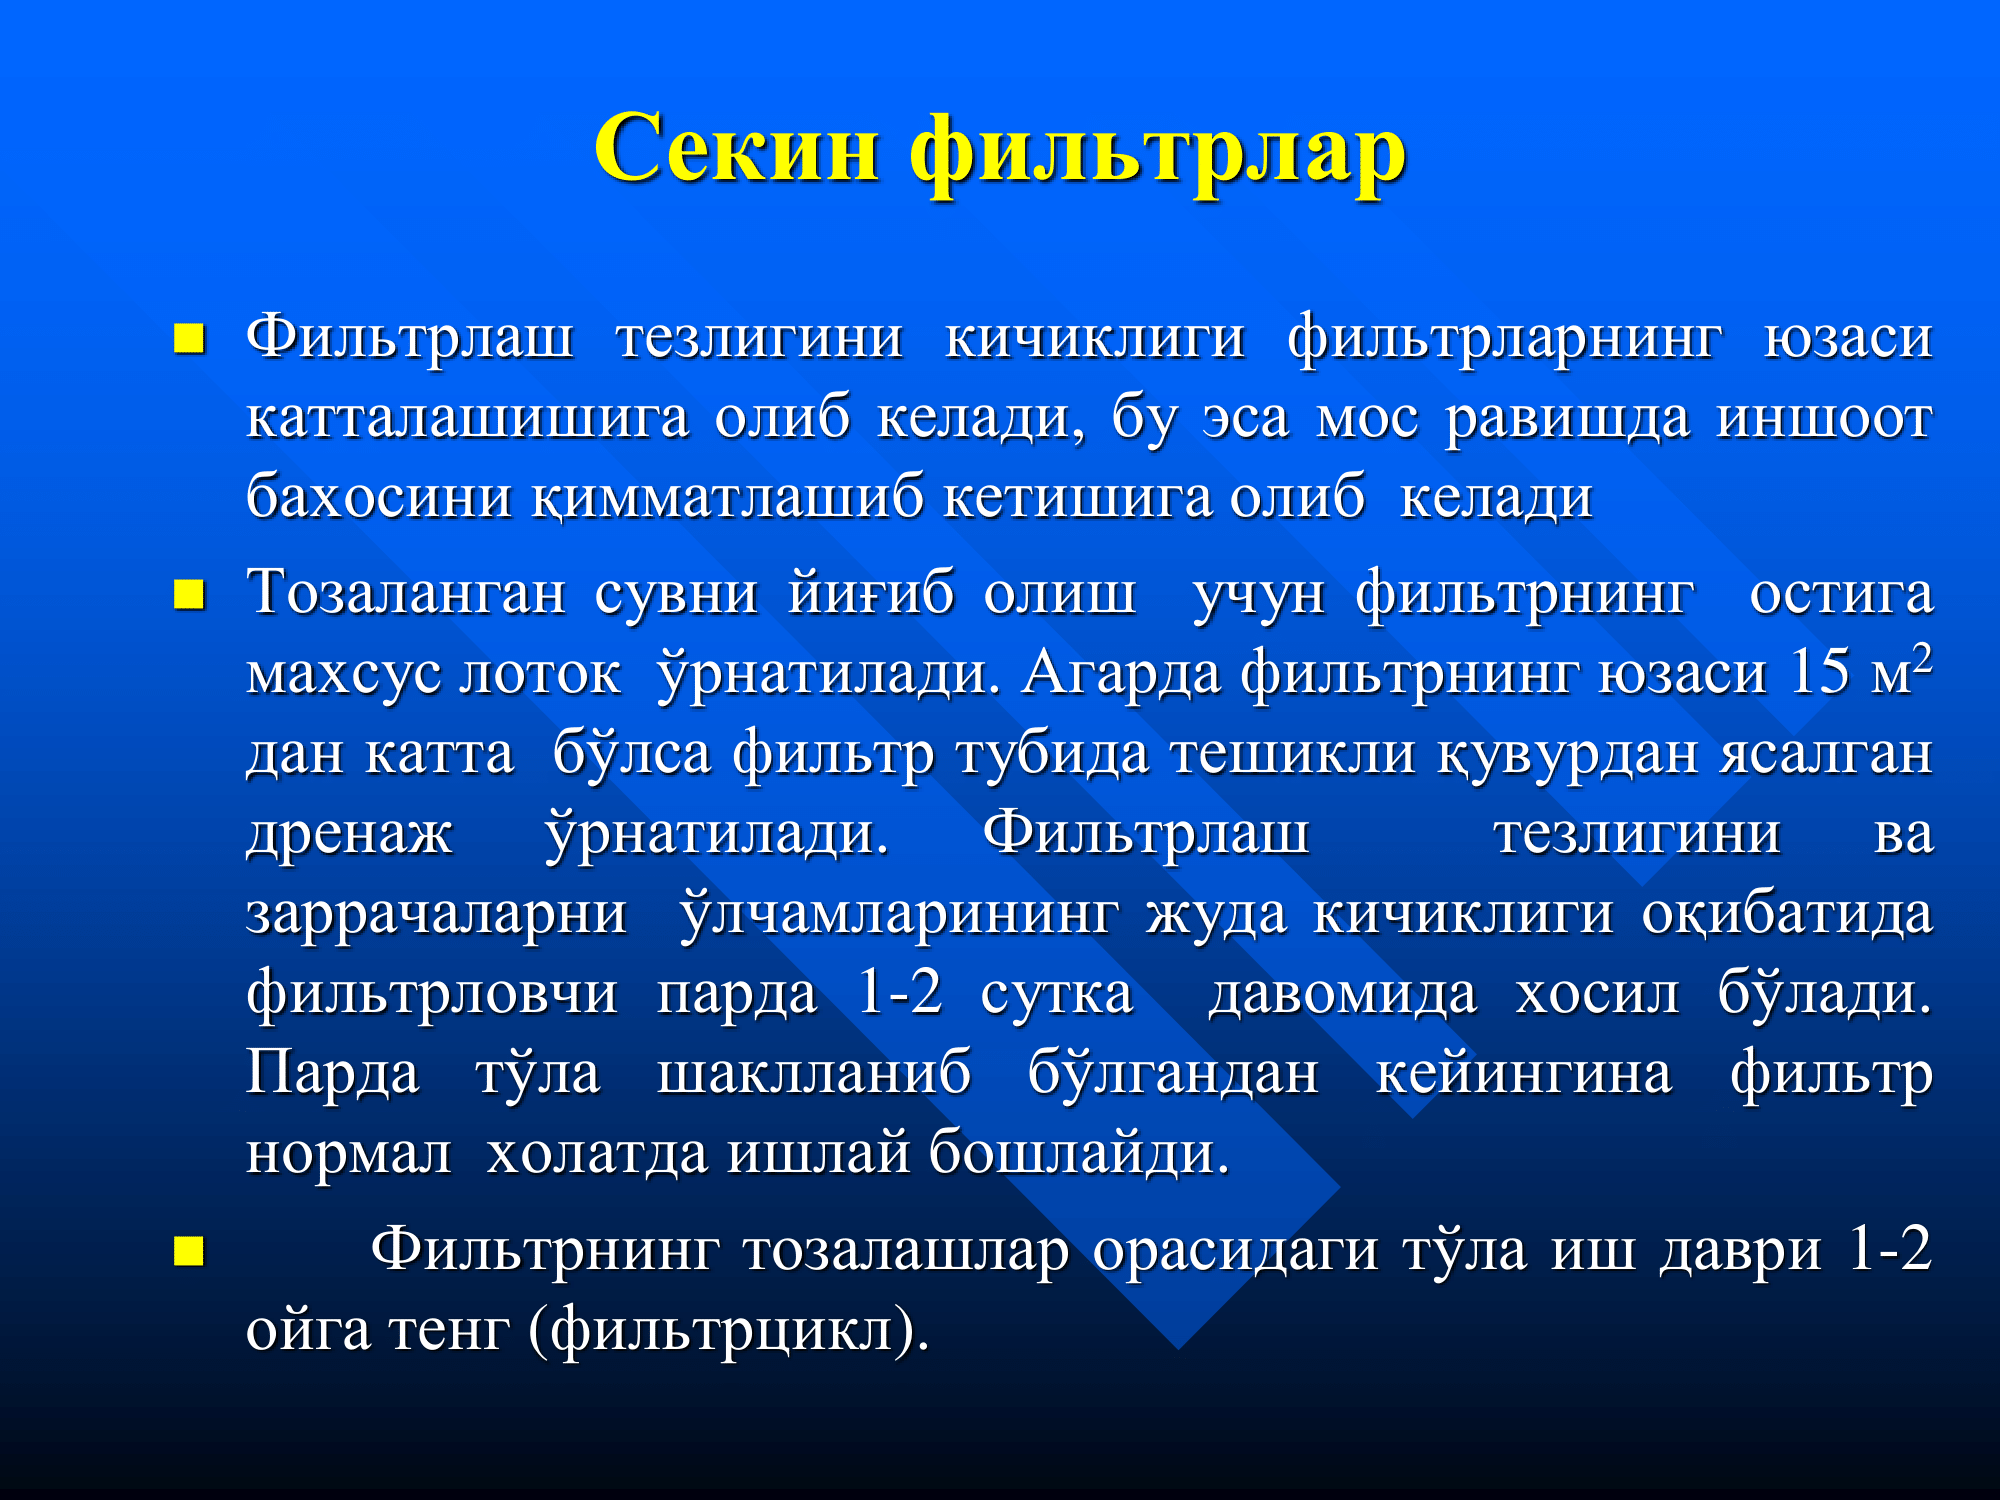 Секин фильтрлар
Фильтрлаш тезлигини кичиклиги фильтрларнинг юзаси
катталашишига олиб келади, бу эса мос равишда иншоот
бахосини қимматлашиб кетишига олиб келади
Тозаланган сувни йиғиб олиш учун фильтрнинг остига
махсус лоток ўрнатилади. Агарда фильтрнинг юзаси 15 м²
дан катта бўлса фильтр тубида тешикли қувурдан ясалган
дренаж ўрнатилади. Фильтрлаш тезлигини ва
заррачаларни ўлчамларининг жуда кичиклиги оқибатида
фильтрловчи парда 1-2 сутка давомида хосил бўлади.
Парда тўла шаклланиб бўлгандан кейингина фильтр
нормал холатда ишлай бошлайди.
Фильтрнинг тозалашлар орасидаги тўла иш даври 1-2
ойга тенг (фильтрцикл).